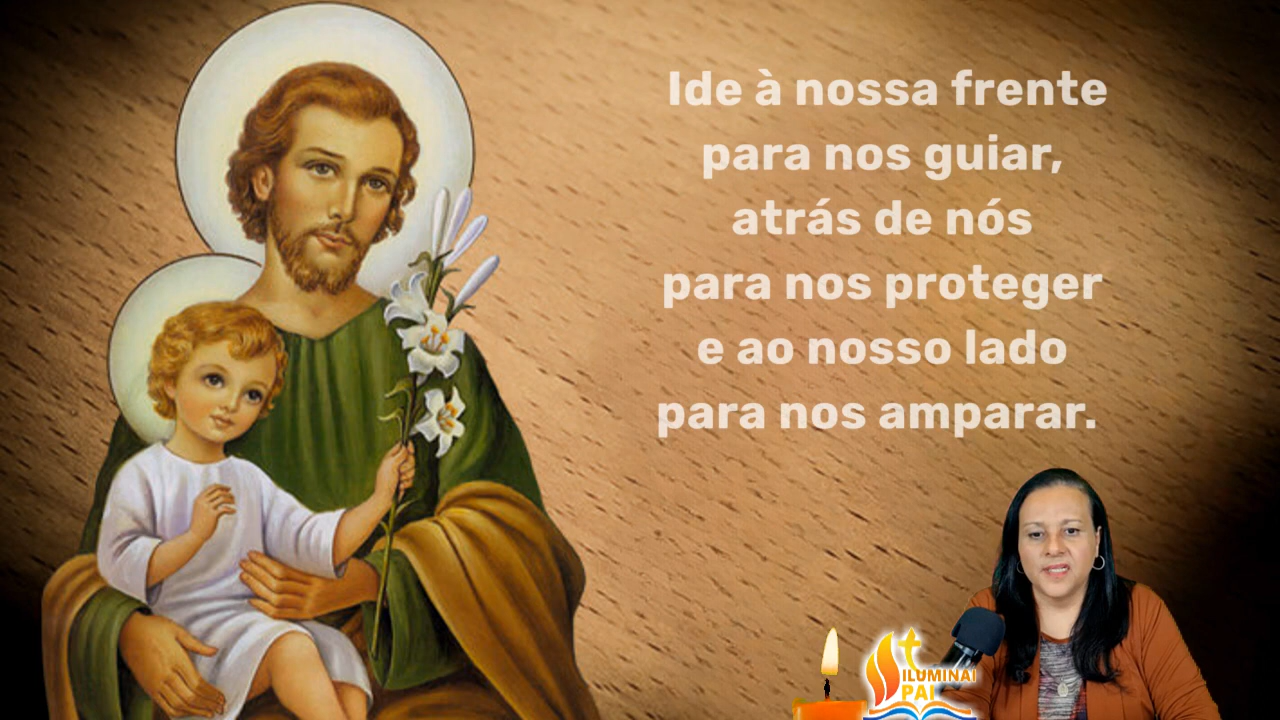 Ide à nossa frente
para nos guiar,
atrás de nós
para nos proteger
e ao nosso lado
para nos amparar.
ILUMINAI
PAI